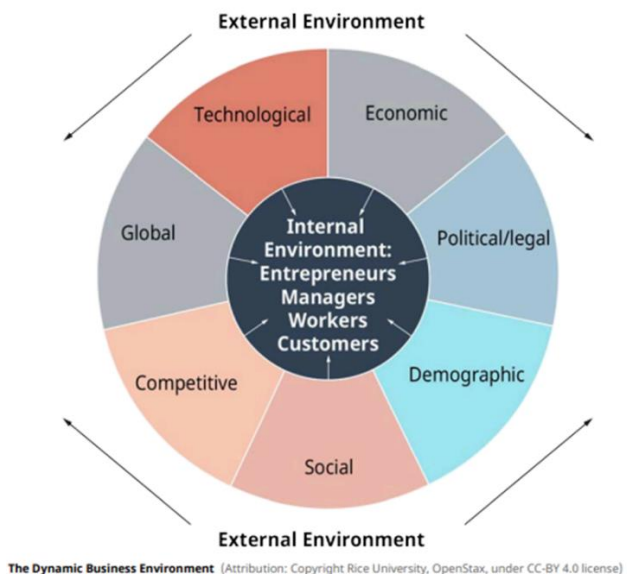 External Environment
Technological
Economic
Global
Internal
Environment:
Entrepreneurs
Managers
Workers
Customers
Political/legal
Competitive
Demographic
Social
External Environment
The Dynamic Business Environment (Attribution: Copyright Rice University, OpenStax, under CC-BY 4.0 license)